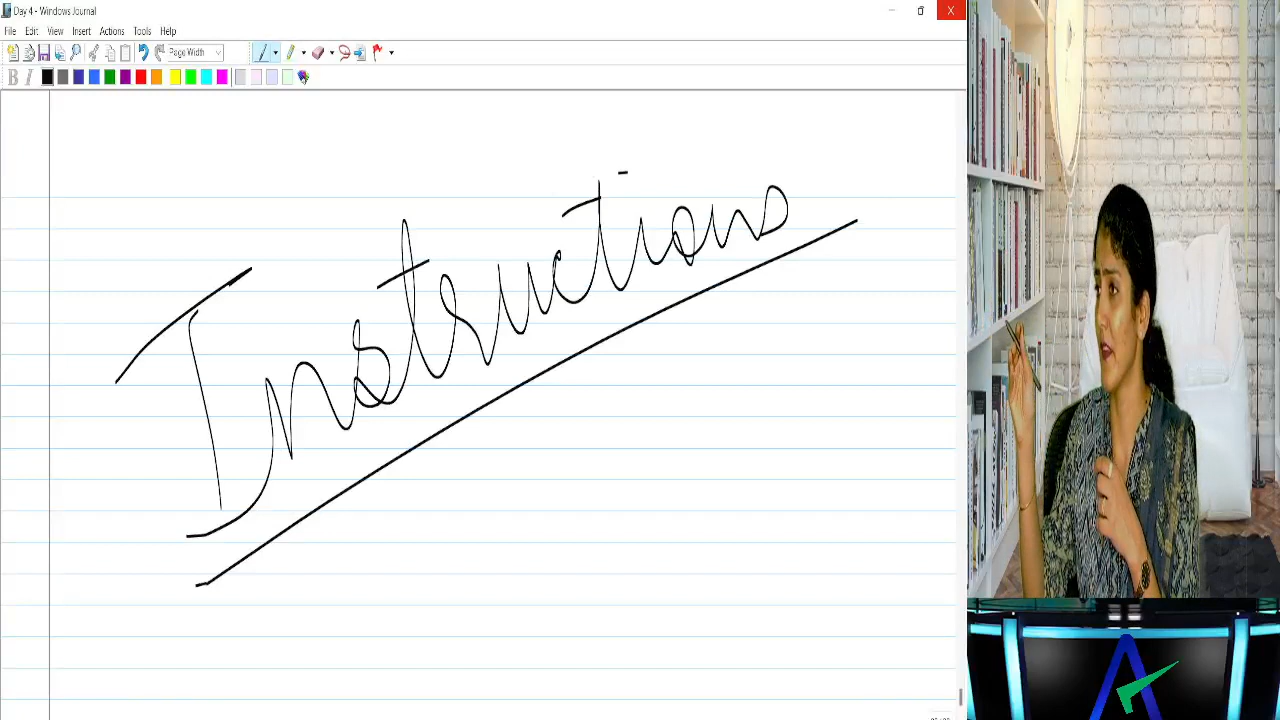 Day 4 - Windows Journal
File Edit View Insert Actions Tools Help
Page Width
B I
Instructions